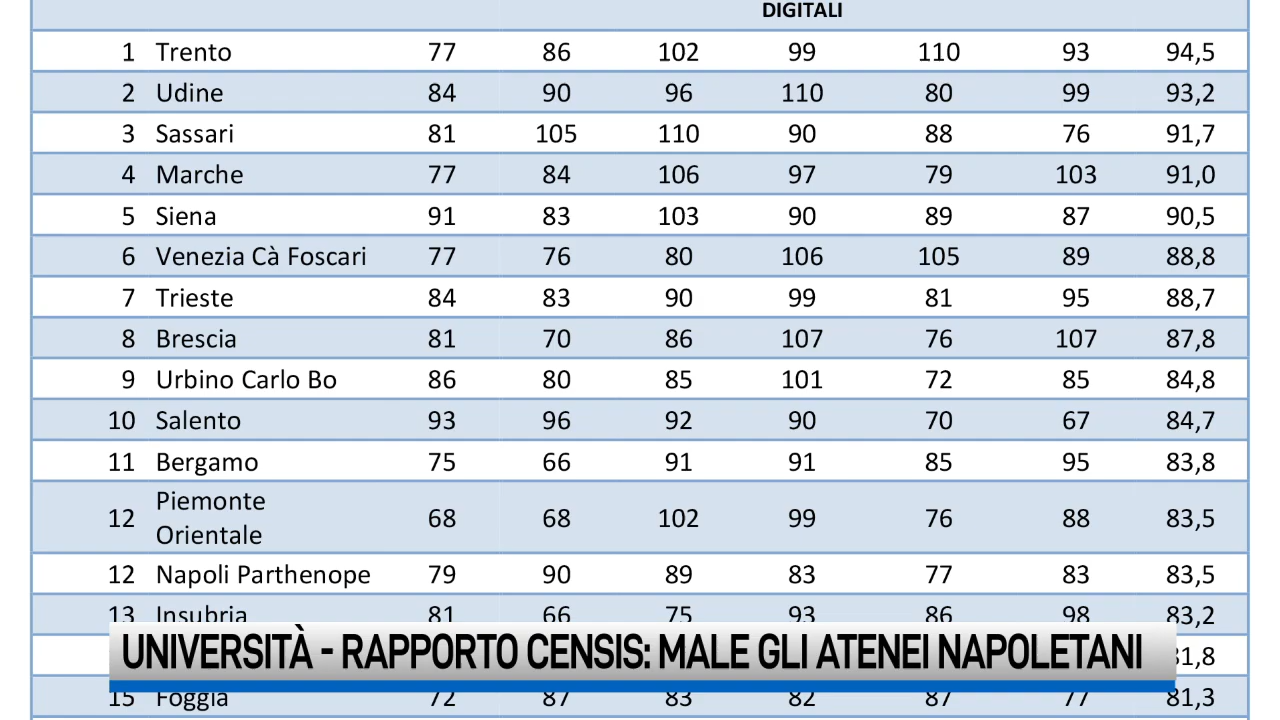 DIGITALI
1 Trento 77 86 102 99 110 93 94,5
2 Udine 84 90 96 110 80 99 93,2
3 Sassari 81 105 110 90 88 76 91,7
4 Marche 77 84 106 97 79 103 91,0
5 Siena 91 83 103 90 89 87 90,5
6 Venezia Cà Foscari 77 76 80 106 105 89 88,8
7 Trieste 84 83 90 99 81 95 88,7
8 Brescia 81 70 86 107 76 107 87,8
9 Urbino Carlo Bo 86 80 85 101 72 85 84,8
10 Salento 93 96 92 90 70 67 84,7
11 Bergamo 75 66 91 91 85 95 83,8
Piemonte
12 68 68 102 99 76 88 83,5
Orientale
12 Napoli Parthenope 79 90 89 83 77 83 83,5
13 Insubria 81 66 75 93 86 98 83,2
UNIVERSITÀ - RAPPORTO CENSIS: MALE GLI ATENEI NAPOLETANI
15 Foggia 72 87 83 82 87 77 81,3